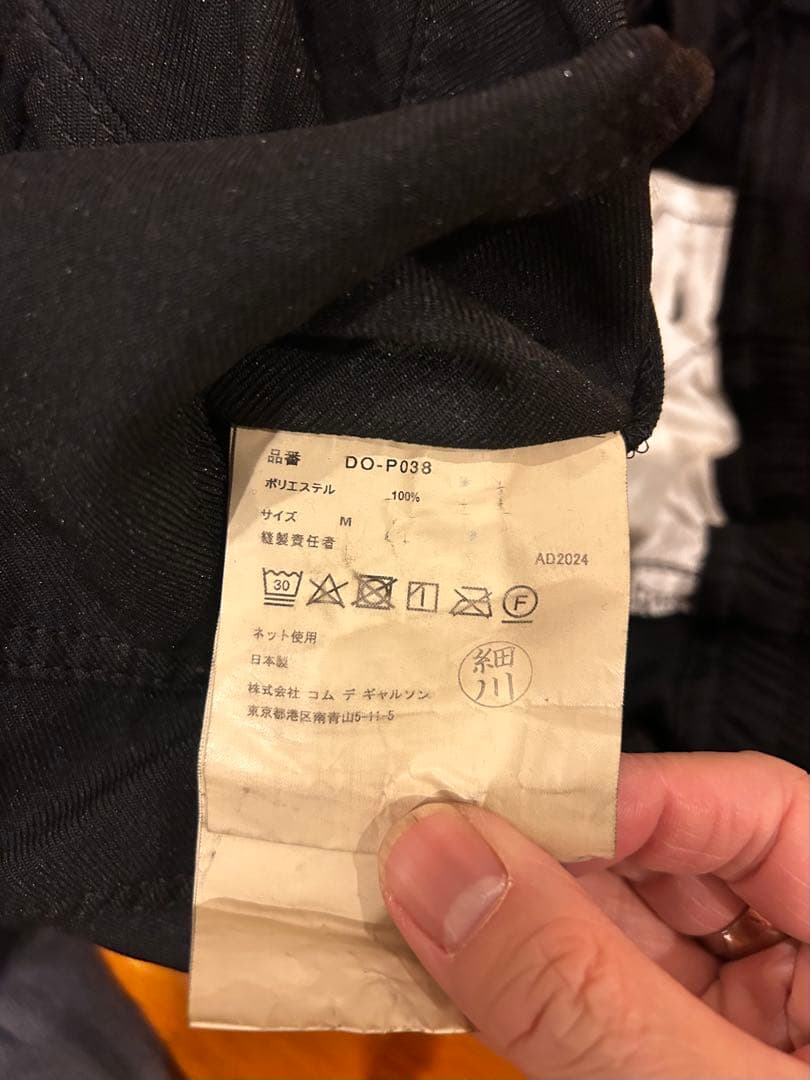 品番 DO-P038
ポリエステル 100%
サイズ M
縫製責任者
AD2024
30 F
ネット使用
日本製
細川
株式会社 コム デ ギャルソン
東京都港区南青山5-11-5